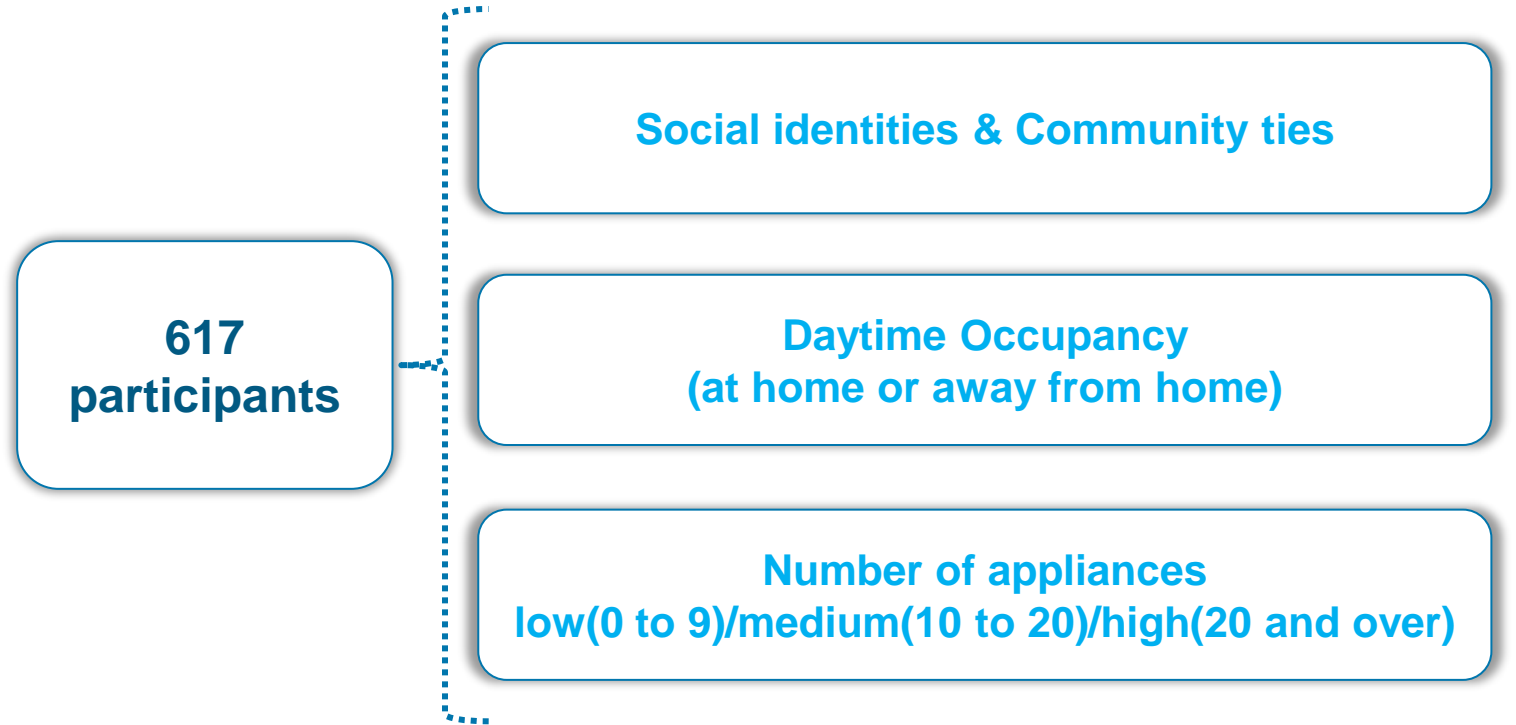 617
participants
Social identities & Community ties
Daytime Occupancy
(at home or away from home)
Number of appliances
low(0 to 9)/medium(10 to 20)/high(20 and over)